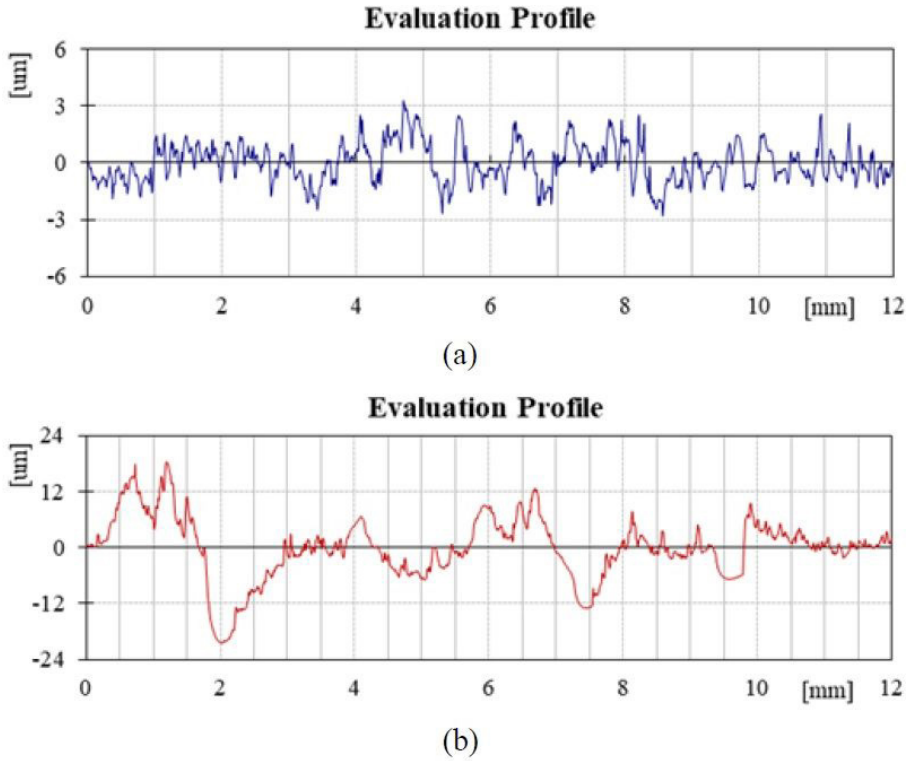 Evaluation Profile
[um]
6
3
0
-3
-6
0 2 4 6 8 10 [mm] 12
(a)
Evaluation Profile
[um]
24
12
0
-12
-24
0 2 4 6 8 10 [mm] 12
(b)